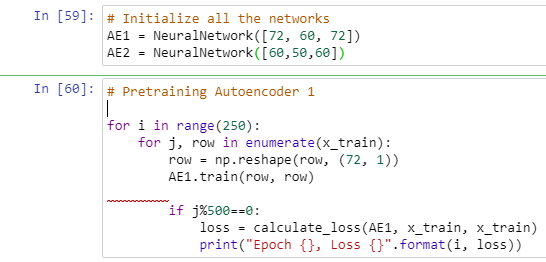 In [59]: # Initialize all the networks
AE1 = NeuralNetwork([72, 60, 72])
AE2 = NeuralNetwork([60,50,60])
In [60]: # Pretraining Autoencoder 1
for i in range(250):
    for j, row in enumerate(x_train):
        row = np.reshape(row, (72, 1))
        AE1.train(row, row)
        if j%500==0:
            loss = calculate_loss(AE1, x_train, x_train)
            print("Epoch {}, Loss {}".format(i, loss))